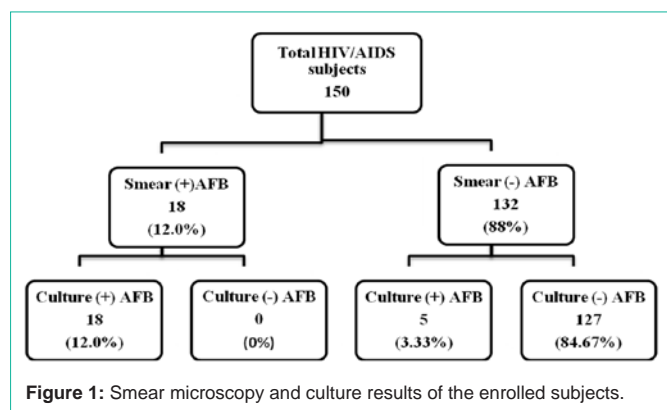 Total HIV/AIDS
subjects
150
Smear (+) AFB
18
(12.0%)
Smear (-) AFB
132
(88%)
Culture (+) AFB
18
(12.0%)
Culture (-) AFB
0
(0%)
Culture (+) AFB
5
(3.33%)
Culture (-) AFB
127
(84.67%)
Figure 1: Smear microscopy and culture results of the enrolled subjects.